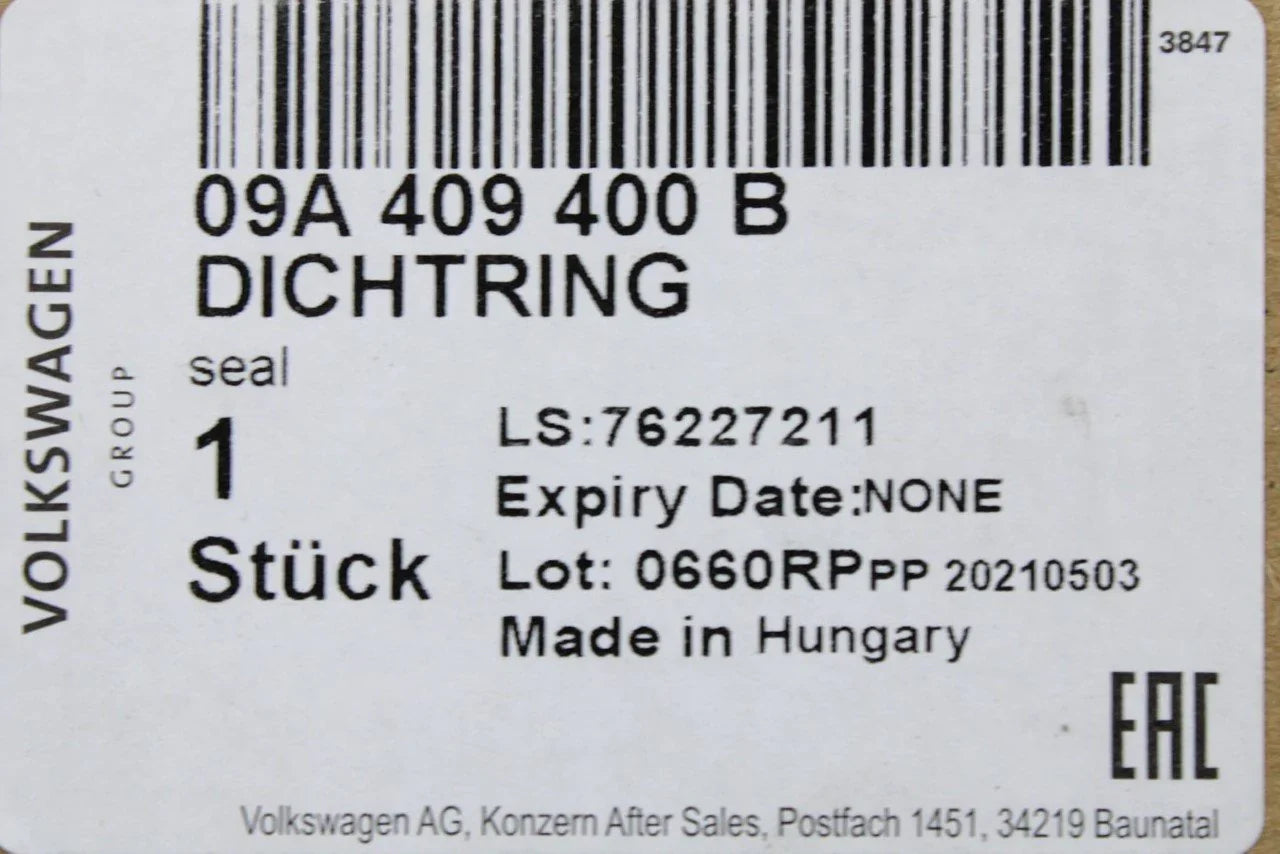 3847
09A 409 400 B
DICHTRING
seal
1
Stück
LS:76227211
Expiry Date:NONE
Lot: 0660RPPP 20210503
Made in Hungary
VOLKSWAGEN
GROUP
EAC
Volkswagen AG, Konzern After Sales, Postfach 1451, 34219 Baunatal